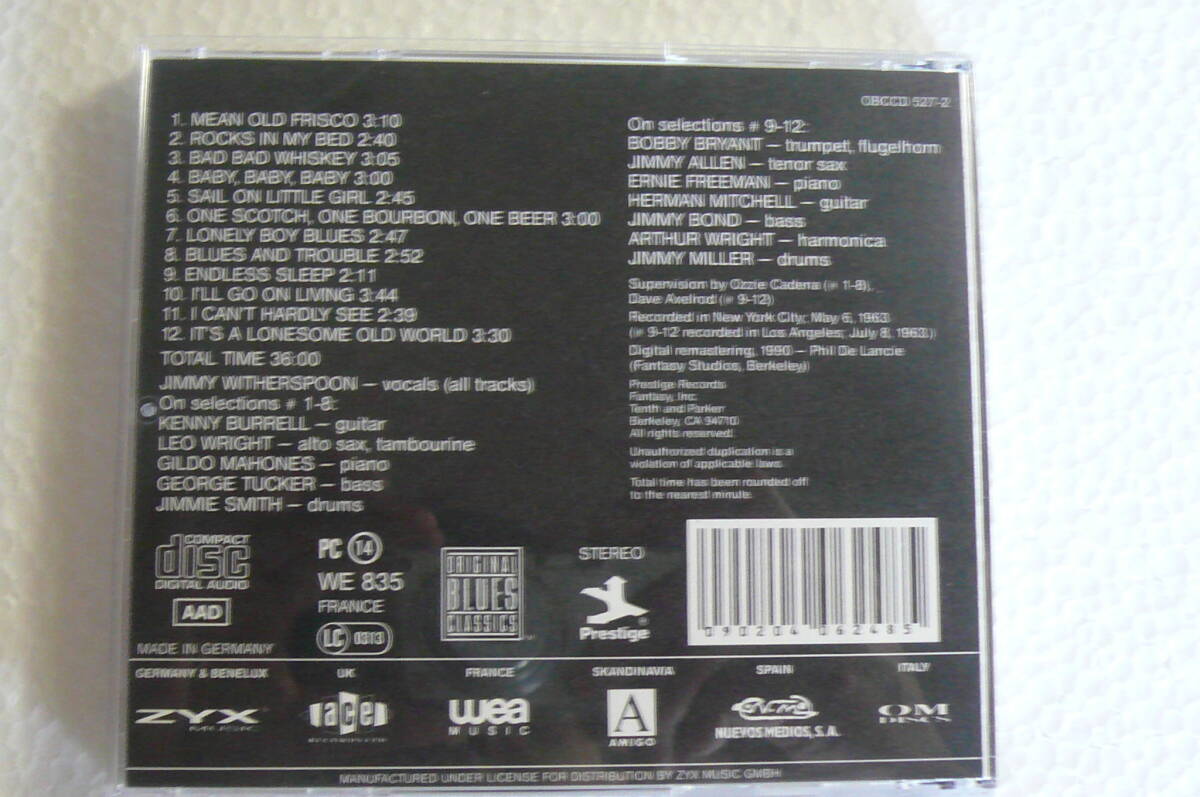 OBCCD 527-2
1. MEAN OLD FRISCO 3:10
2. ROCKS IN MY BED 2:40
3. BAD BAD WHISKEY 3:05
4. BABY, BABY, BABY 3:00
5. SAIL ON LITTLE GIRL 2:45
6. ONE SCOTCH, ONE BOURBON, ONE BEER 3:00
7. LONELY BOY BLUES 2:47
8. BLUES AND TROUBLE 2:52
9. ENDLESS SLEEP 2:11
10. I'LL GO ON LIVING 3:44
11. I CAN'T HARDLY SEE 2:39
12. IT'S A LONESOME OLD WORLD 3:30
TOTAL TIME 36:00
JIMMY WITHERSPOON – vocals (all tracks)
On selections # 1-8:
KENNY BURRELL – guitar
LEO WRIGHT – alto sax, tambourine
GILDO MAHONES – piano
GEORGE TUCKER – bass
JIMMIE SMITH – drums
On selections # 9-12:
BOBBY BRYANT – trumpet, flugelhorn
JIMMY ALLEN – tenor sax
ERNIE FREEMAN – piano
HERMAN MITCHELL – guitar
JIMMY BOND – bass
ARTHUR WRIGHT – harmonica
JIMMY MILLER – drums
Supervision by Ozzie Cadena (# 1-8),
Dave Axelrod (# 9-12)
Recorded in New York City; May 6, 1963
(# 9-12 recorded in Los Angeles; July 8, 1963.)
Digital remastering, 1990 – Phil De Lancie
(Fantasy Studios, Berkeley)
Prestige Records
Fantasy, Inc.
Tenth and Parker
Berkeley, CA 94710
All rights reserved.
Unauthorized duplication is a
violation of applicable laws.
Total time has been rounded off
to the nearest minute.
COMPACT
disc
DIGITAL AUDIO
AAD
MADE IN GERMANY
PC 14
WE 835
FRANCE
LC 0313
ORIGINAL
BLUES
CLASSICS
™
STEREO
Prestige
®
0 90204 06248 5
GERMANY & BENELUX
UK
FRANCE
SKANDINAVIA
SPAIN
ITALY
ZYX®
MUSIC
ace
RECORDS LTD
wea
MUSIC
A
AMIGO
NUEVOS MEDIOS, S.A.
OM
DISCS
MANUFACTURED UNDER LICENSE FOR DISTRIBUTION BY ZYX MUSIC GMBH